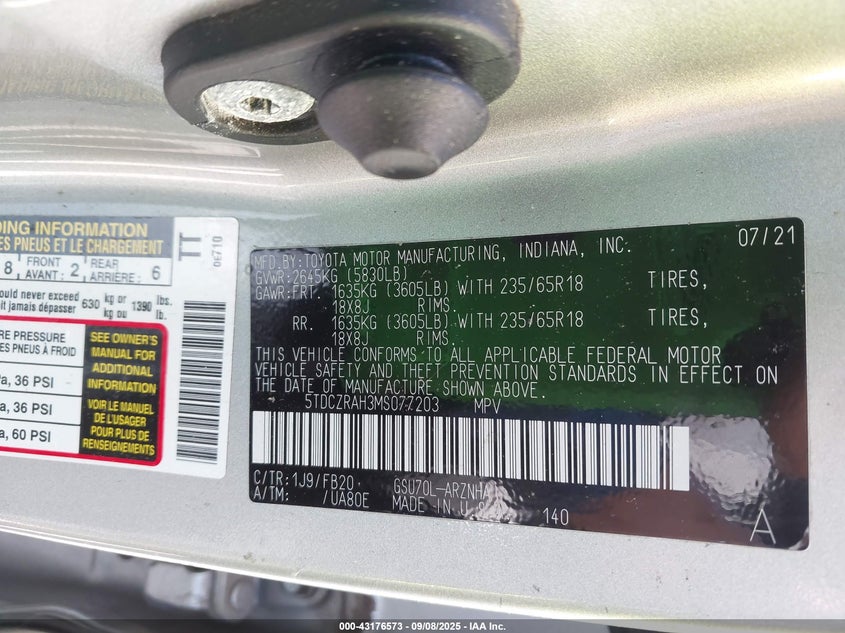 DING INFORMATION
ES PNEUS ET LE CHARGEMENT
8 FRONT AVANT : 2 REAR ARRIÈRE : 6
ould never exceed 630 kg or 1390 lbs.
it jamais dépasser kg ou lb.
RE PRESSURE
ES PNEUS À FROID
a, 36 PSI
a, 36 PSI
a, 60 PSI
SEE OWNER'S
MANUAL FOR
ADDITIONAL
INFORMATION
VOIR LE MANUEL
DE L'USAGER
POUR PLUS DE
RENSEIGNEMENTS
TT
0E710
MFD.BY:TOYOTA MOTOR MANUFACTURING, INDIANA, INC. 07/21
GVWR:2645KG (5830LB)
GAWR:FRT. 1635KG (3605LB) WITH 235/65R18 TIRES,
18X8J RIMS
RR. 1635KG (3605LB) WITH 235/65R18 TIRES,
18X8J RIMS
THIS VEHICLE CONFORMS TO ALL APPLICABLE FEDERAL MOTOR
VEHICLE SAFETY AND THEFT PREVENTION STANDARDS IN EFFECT ON
THE DATE OF MANUFACTURE SHOWN ABOVE.
5TDCZRAH3MS077203 MPV
C/TR:1J9/FB20 GSU70L-ARZNHA
A/TM: /UA80E MADE IN U.S 140
A
000-43176573 - 09/08/2025 - IAA Inc.